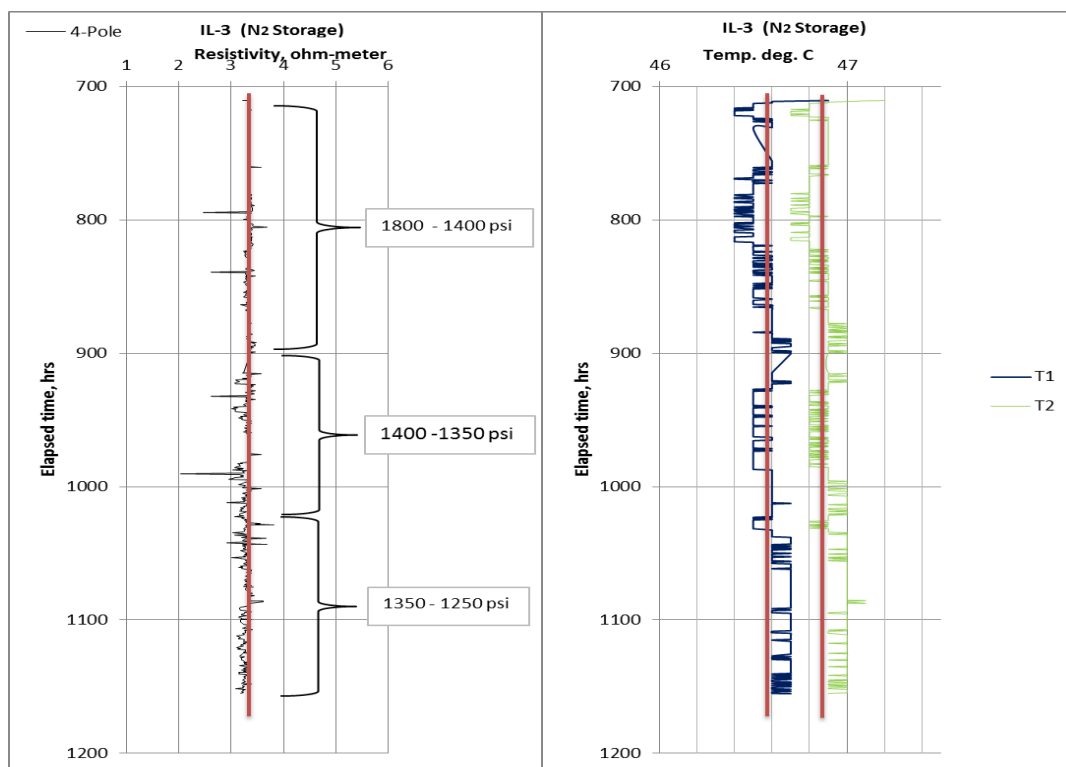 4-Pole
IL-3 (N2 Storage)
Resistivity, ohm-meter
1 2 3 4 5 6
700
800
900
1000
1100
1200
Elapsed time, hrs
1800 - 1400 psi
1400 -1350 psi
1350 - 1250 psi
IL-3 (N2 Storage)
Temp. deg. C
46 47
700
800
900
1000
1100
1200
Elapsed time, hrs
T1
T2